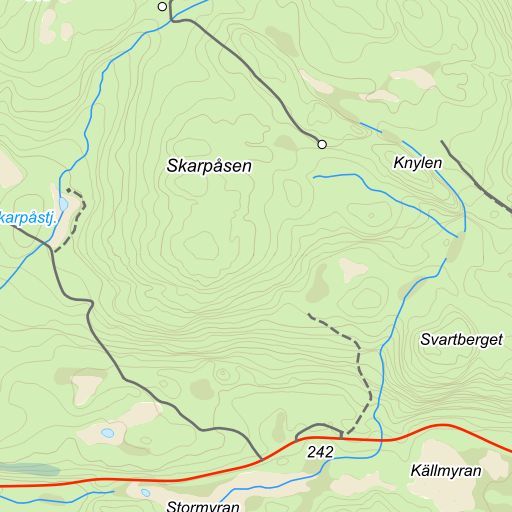 Skarpåsen
Knylen
karpåstj.
Svartberget
242
Källmyran
Stormyran